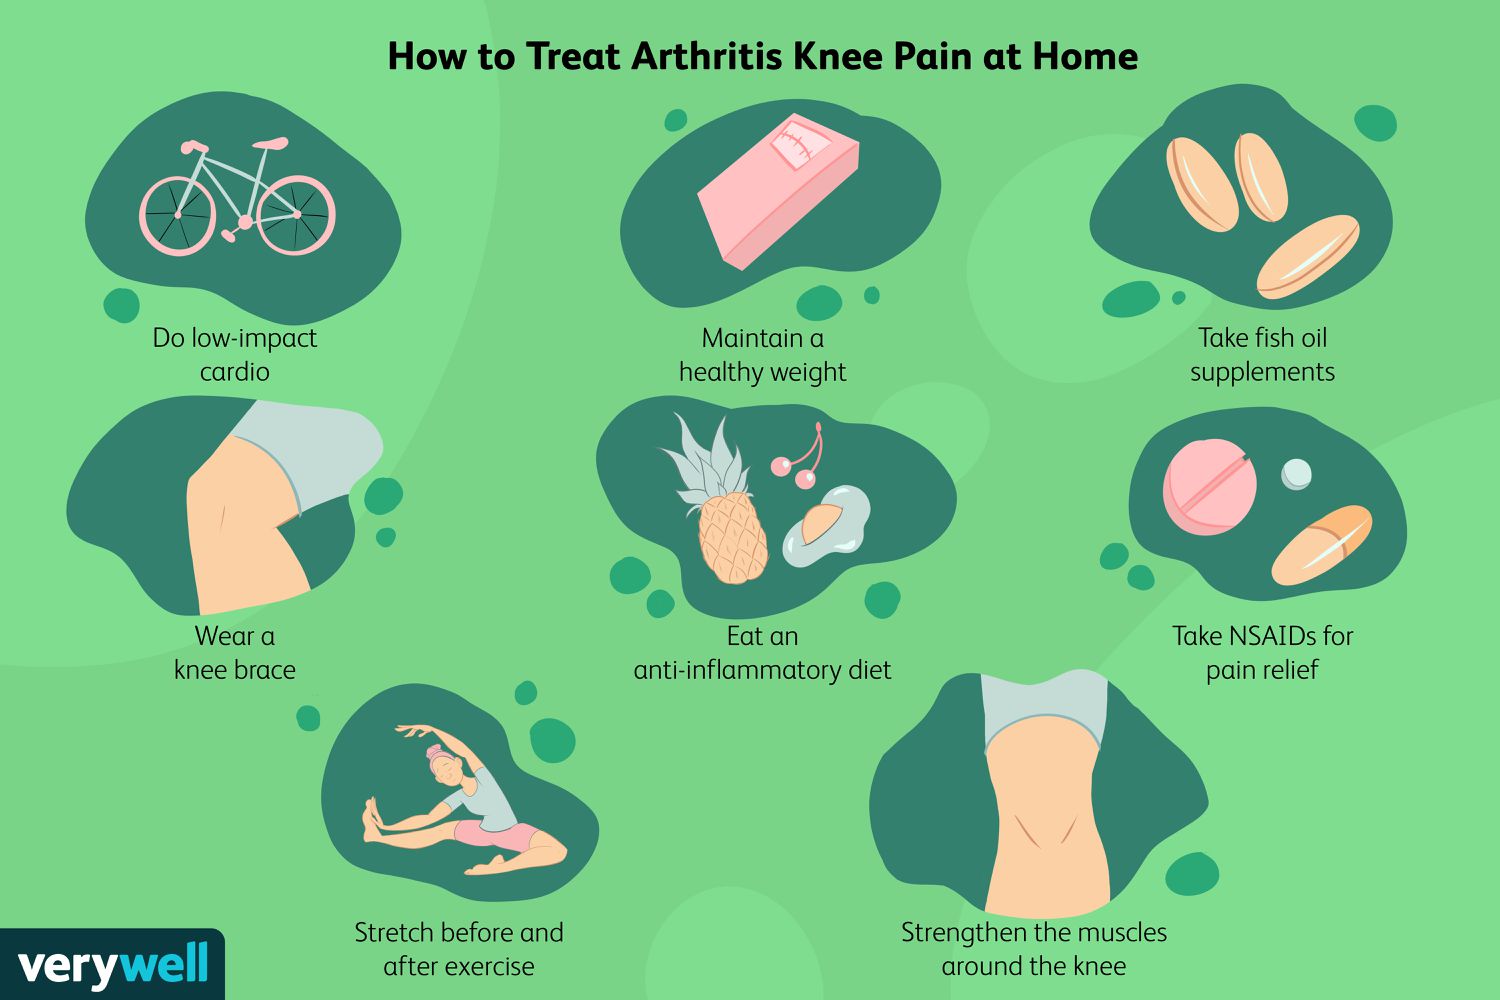 How to Treat Arthritis Knee Pain at Home
Do low-impact
cardio
Maintain a
healthy weight
Take fish oil
supplements
Wear a
knee brace
Eat an
anti-inflammatory diet
Take NSAIDs for
pain relief
Stretch before and
after exercise
Strengthen the muscles
around the knee
verywell